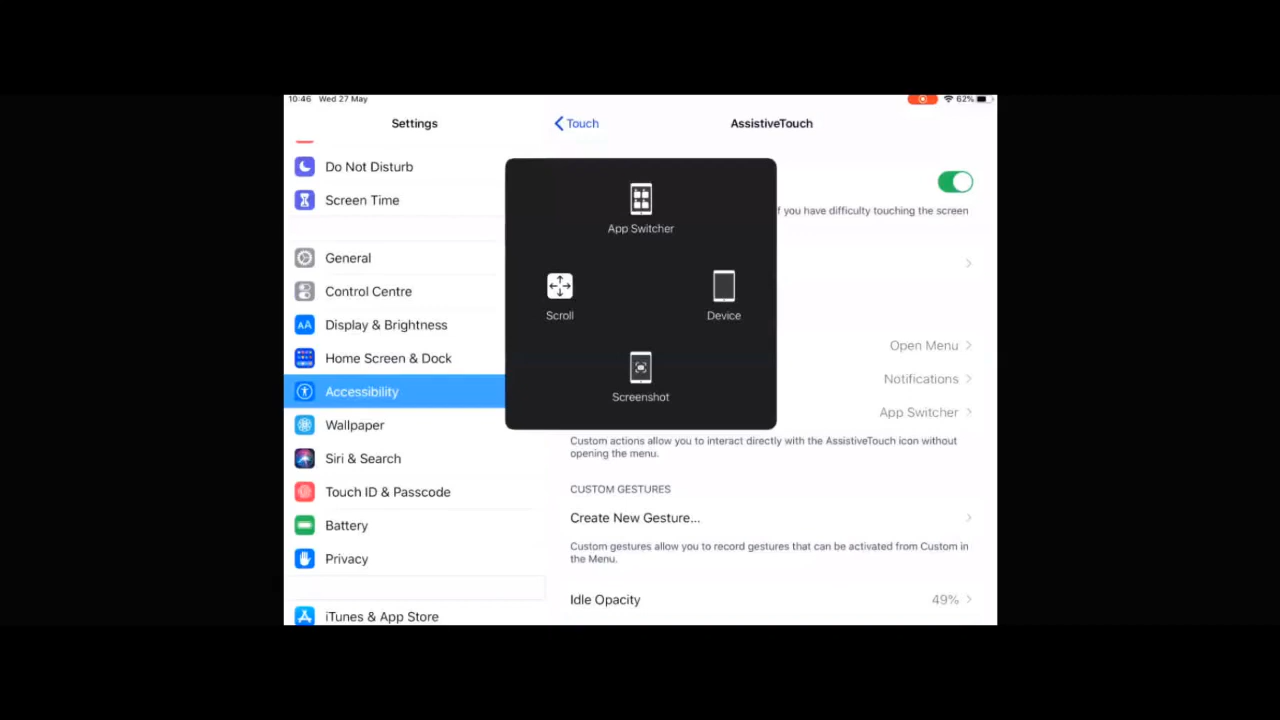 10:46 Wed 27 May
62%
Settings
Do Not Disturb
Screen Time
General
Control Centre
Display & Brightness
Home Screen & Dock
Accessibility
Wallpaper
Siri & Search
Touch ID & Passcode
Battery
Privacy
iTunes & App Store
Touch
AssistiveTouch
f you have difficulty touching the screen
App Switcher
Scroll
Device
Screenshot
Open Menu
Notifications
App Switcher
Custom actions allow you to interact directly with the AssistiveTouch icon without
opening the menu.
CUSTOM GESTURES
Create New Gesture...
Custom gestures allow you to record gestures that can be activated from Custom in
the Menu.
Idle Opacity 49%